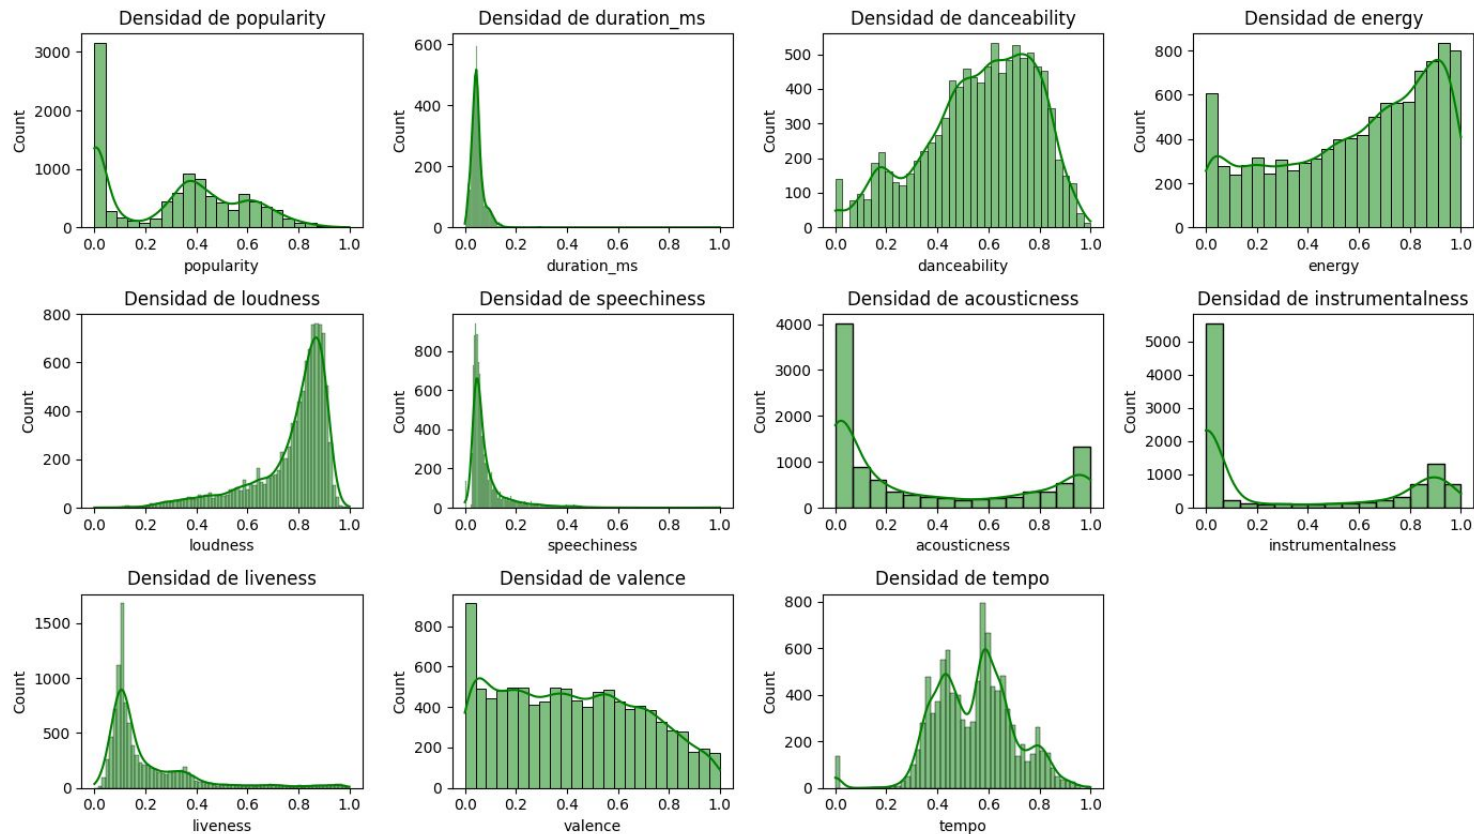 Densidad de popularity
Count
3000
2000
1000
0
0.0 0.2 0.4 0.6 0.8 1.0
popularity
Densidad de duration_ms
Count
600
400
200
0
0.0 0.2 0.4 0.6 0.8 1.0
duration_ms
Densidad de danceability
Count
500
400
300
200
100
0
0.0 0.2 0.4 0.6 0.8 1.0
danceability
Densidad de energy
Count
800
600
400
200
0
0.0 0.2 0.4 0.6 0.8 1.0
energy
Densidad de loudness
Count
800
600
400
200
0
0.0 0.2 0.4 0.6 0.8 1.0
loudness
Densidad de speechiness
Count
800
600
400
200
0
0.0 0.2 0.4 0.6 0.8 1.0
speechiness
Densidad de acousticness
Count
4000
3000
2000
1000
0
0.0 0.2 0.4 0.6 0.8 1.0
acousticness
Densidad de instrumentalness
Count
5000
4000
3000
2000
1000
0
0.0 0.2 0.4 0.6 0.8 1.0
instrumentalness
Densidad de liveness
Count
1500
1000
500
0
0.0 0.2 0.4 0.6 0.8 1.0
liveness
Densidad de valence
Count
800
600
400
200
0
0.0 0.2 0.4 0.6 0.8 1.0
valence
Densidad de tempo
Count
800
600
400
200
0
0.0 0.2 0.4 0.6 0.8 1.0
tempo